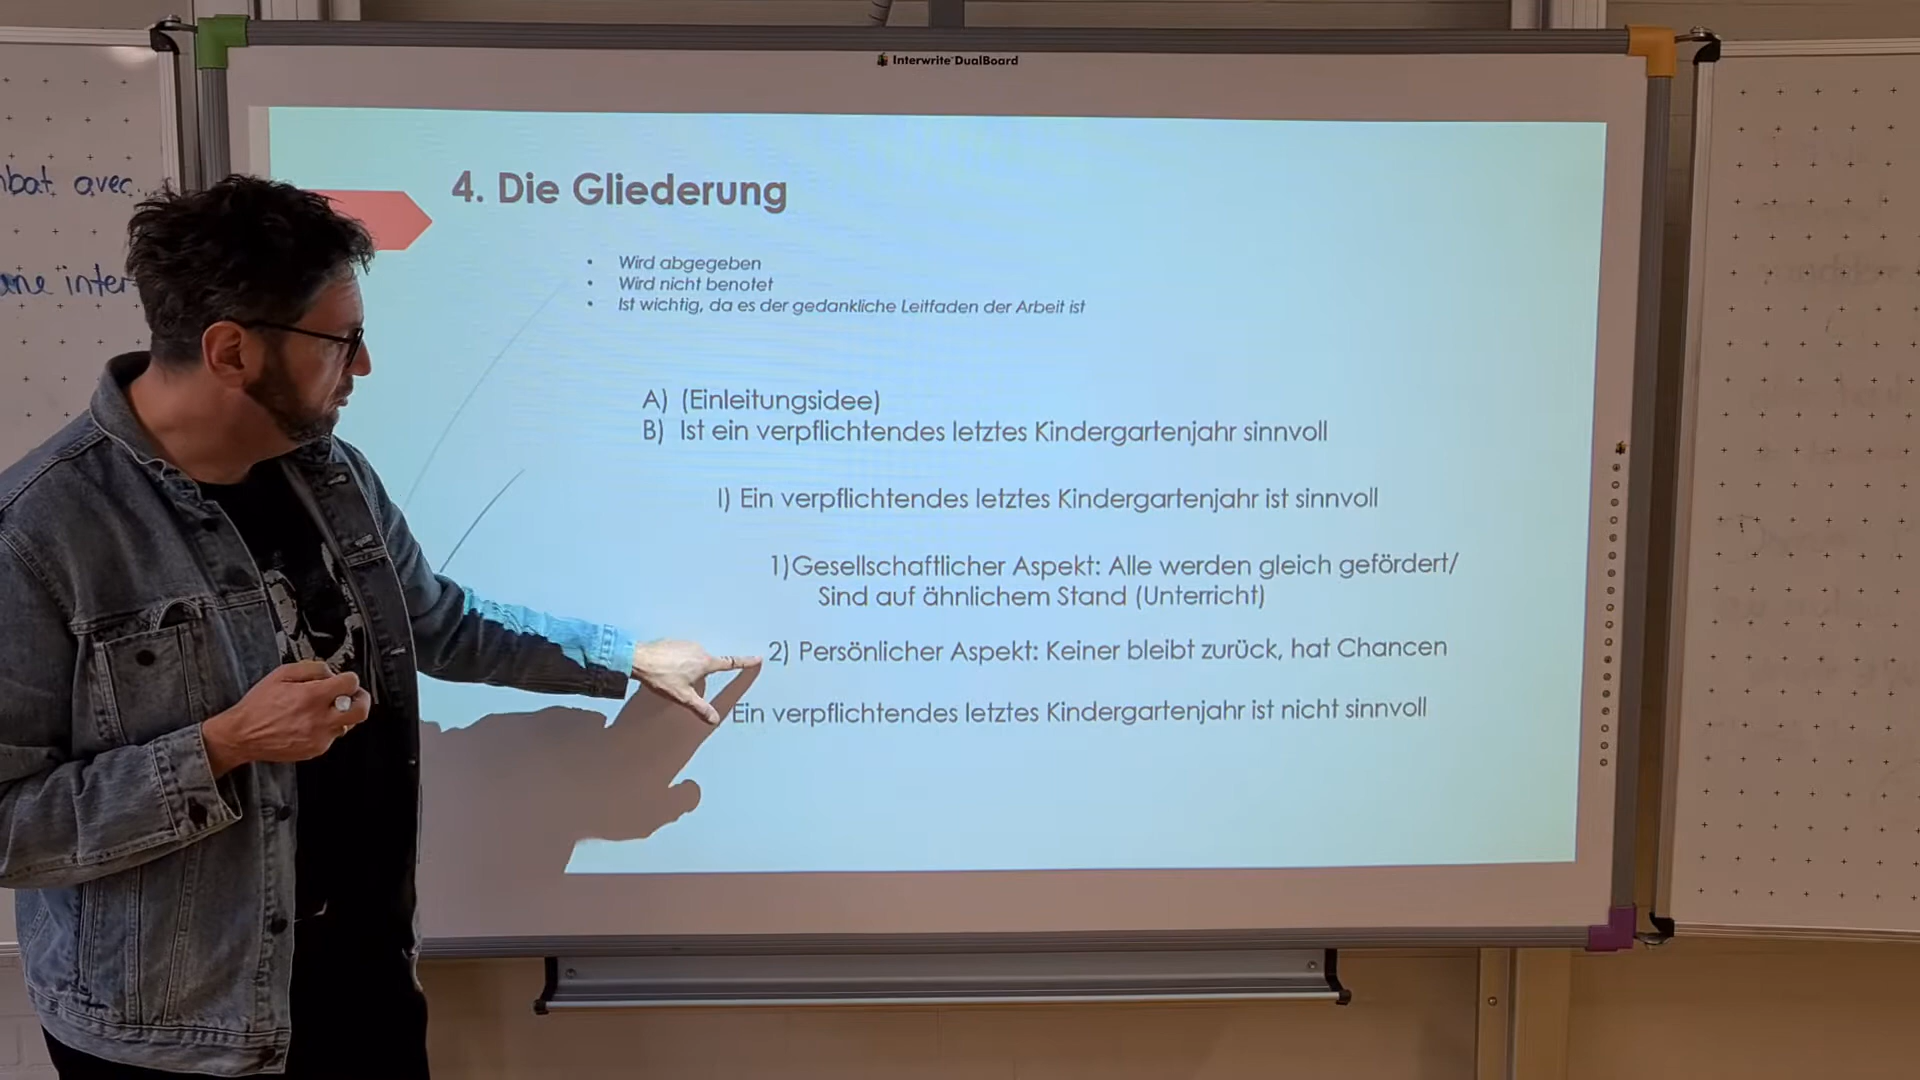 Interwrite DualBoard
bat avec...
ane inter
4. Die Gliederung
• Wird abgegeben
• Wird nicht benotet
• Ist wichtig, da es der gedankliche Leitfaden der Arbeit ist
A) (Einleitungsidee)
B) Ist ein verpflichtendes letztes Kindergartenjahr sinnvoll
I) Ein verpflichtendes letztes Kindergartenjahr ist sinnvoll
1)Gesellschaftlicher Aspekt: Alle werden gleich gefördert/
Sind auf ähnlichem Stand (Unterricht)
2) Persönlicher Aspekt: Keiner bleibt zurück, hat Chancen
Ein verpflichtendes letztes Kindergartenjahr ist nicht sinnvoll